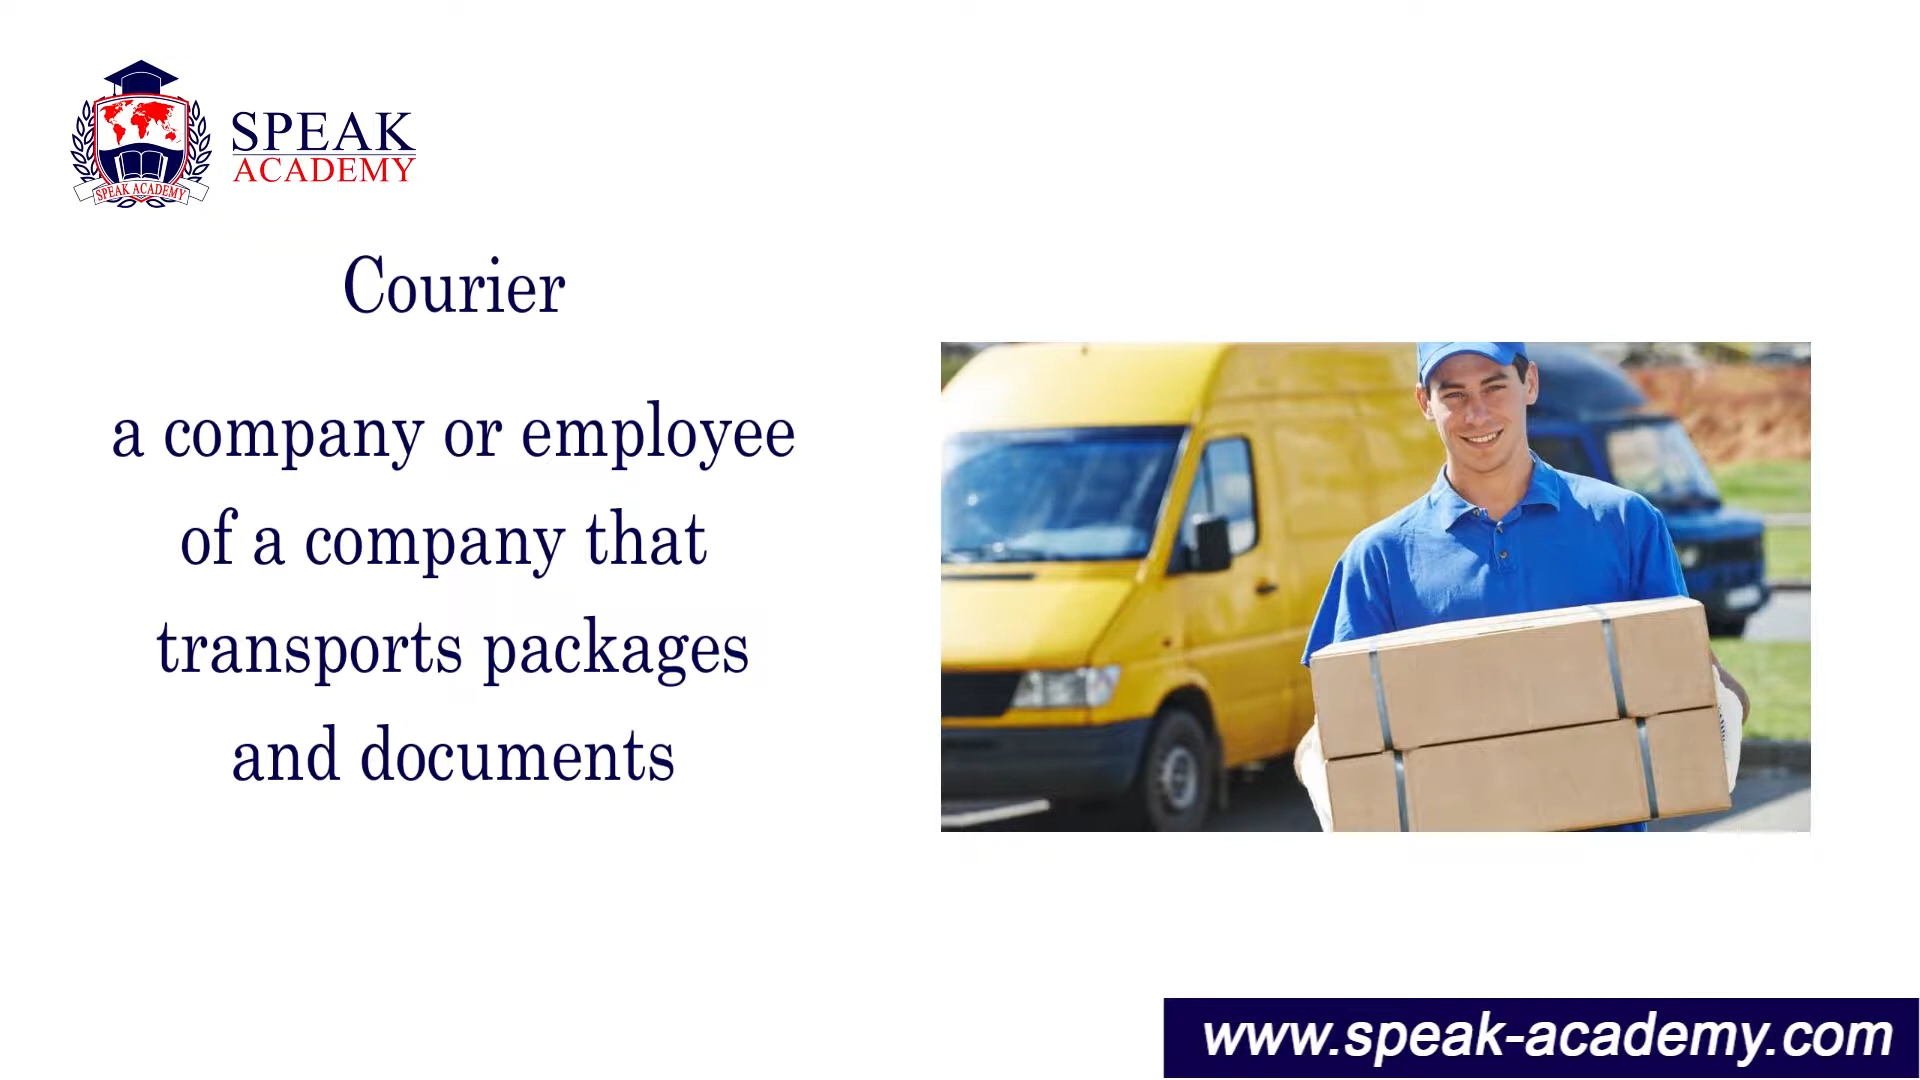 SPEAK
ACADEMY
SPEAK ACADEMY
Courier
a company or employee
of a company that
transports packages
and documents
www.speak-academy.com